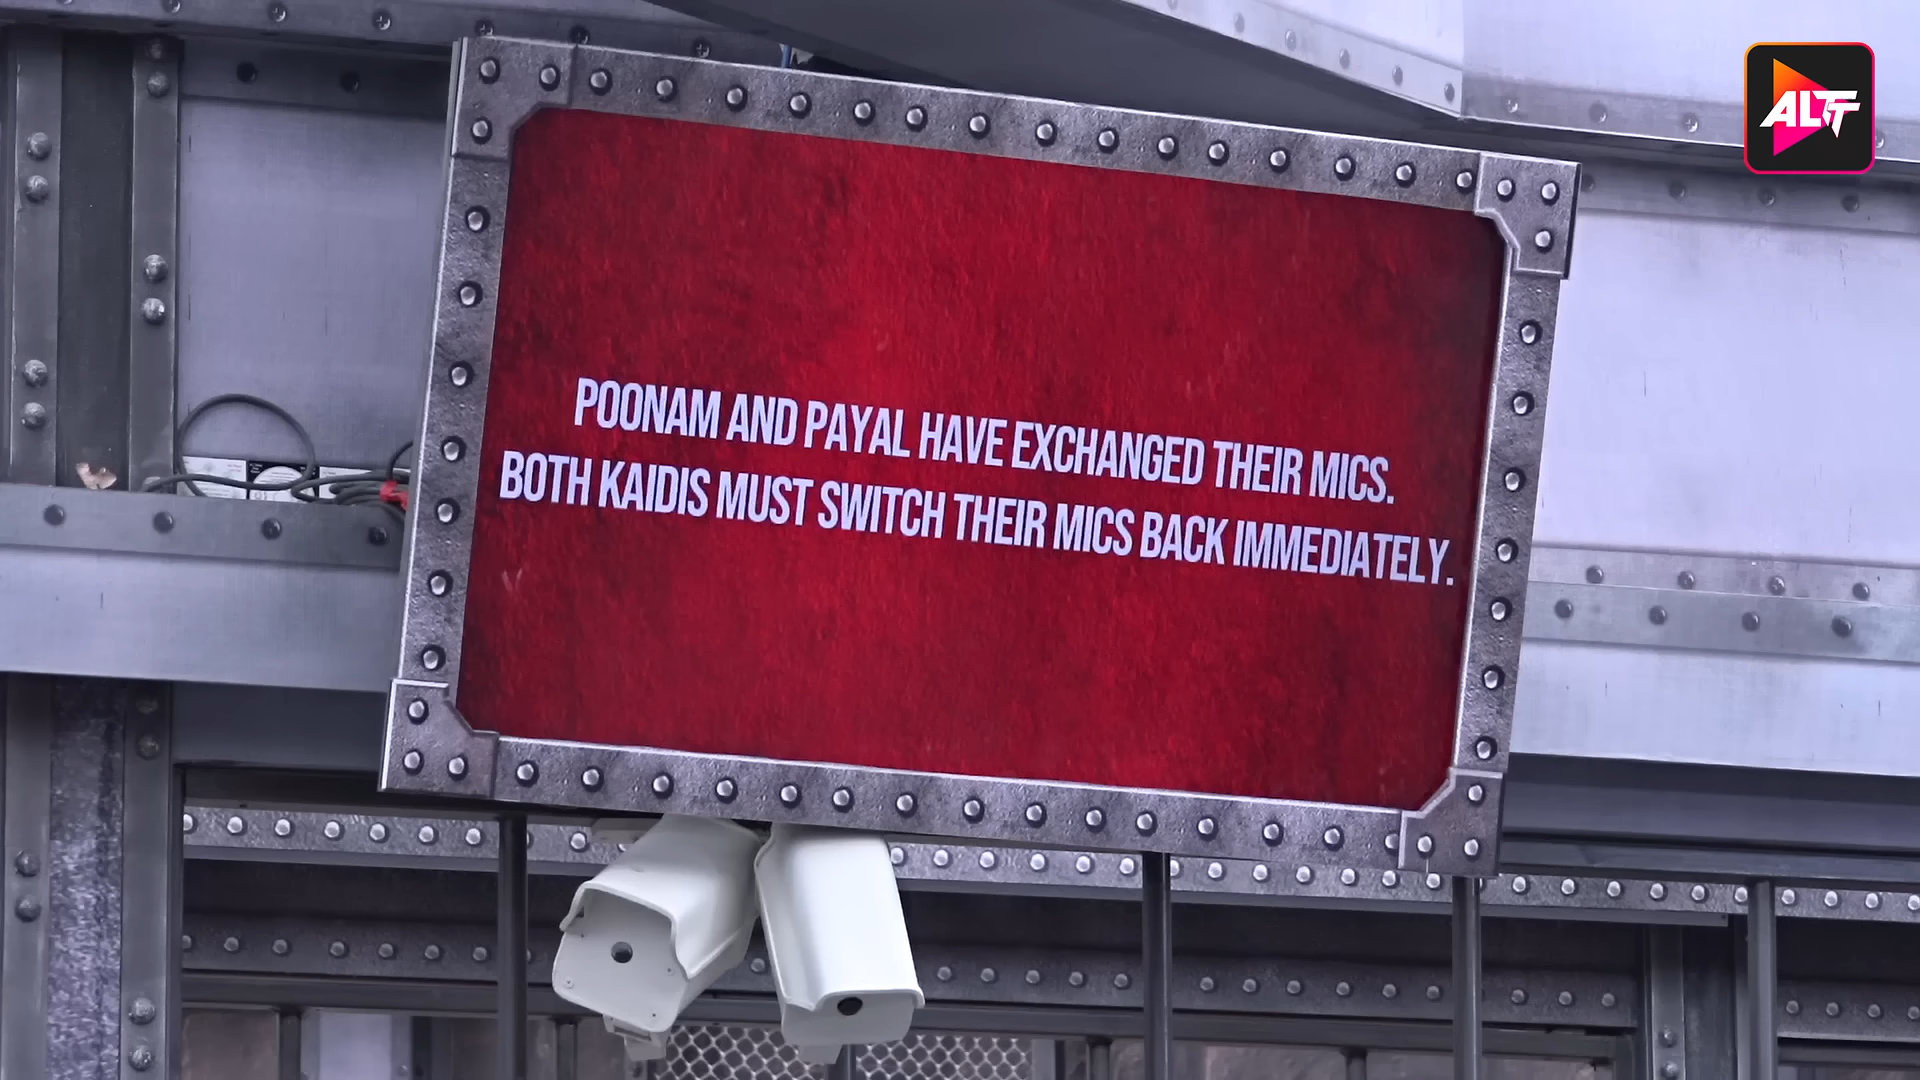 ALTT
POONAM AND PAYAL HAVE EXCHANGED THEIR MICS.
BOTH KAIDIS MUST SWITCH THEIR MICS BACK IMMEDIATELY.